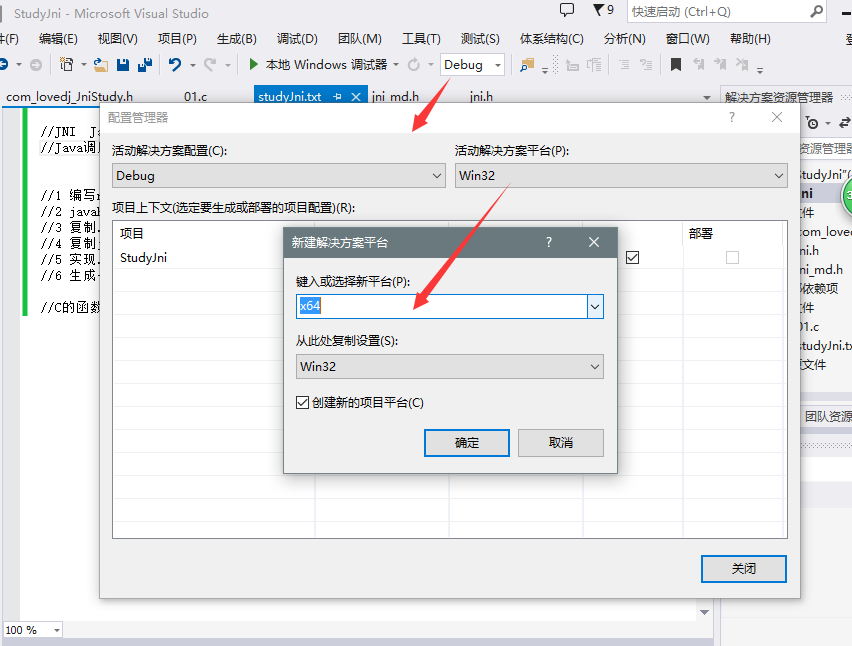 StudyJni - Microsoft Visual Studio
9
快速启动 (Ctrl+Q)
件(F) 编辑(E) 视图(V) 项目(P) 生成(B) 调试(D) 团队(M) 工具(T) 测试(S) 体系结构(C) 分析(N) 窗口(W) 帮助(H)
本地 Windows 调试器 Debug
com_lovedj_JniStudy.h 01.c studyJni.txt jni_md.h jni.h
解决方案资源管理器
//JNI
//Java调
//1 编写
//2 java
//3 复制
//4 复制
//5 实现
//6 生成
//C的函数
配置管理器 ?
活动解决方案配置(C):
Debug
活动解决方案平台(P):
Win32
项目上下文(选定要生成或部署的项目配置)(R):
项目 部署
StudyJni
新建解决方案平台 ?
键入或选择新平台(P):
x64
从此处复制设置(S):
Win32
创建新的项目平台(C)
确定 取消
关闭
资源管理器
studyJni"(
ni
件
com_loved
ni.h
ni_md.h
部依赖项
件
01.c
studyJni.tx
文件
团队资源
100 %